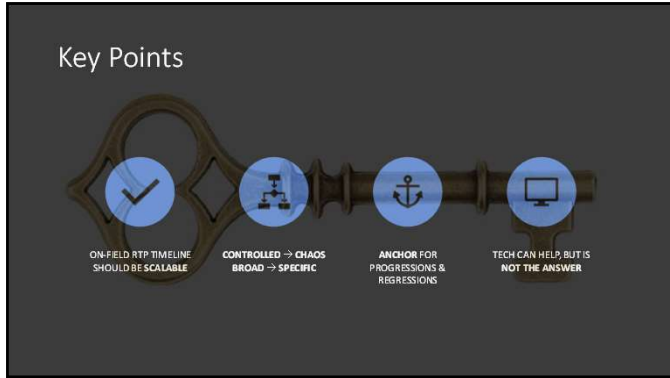 Key Points
ON-FIELD RTP TIMELINE
SHOULD BE SCALABLE
CONTROLLED → CHAOS
BROAD → SPECIFIC
ANCHOR FOR
PROGRESSIONS &
REGRESSIONS
TECH CAN HELP, BUT IS
NOT THE ANSWER